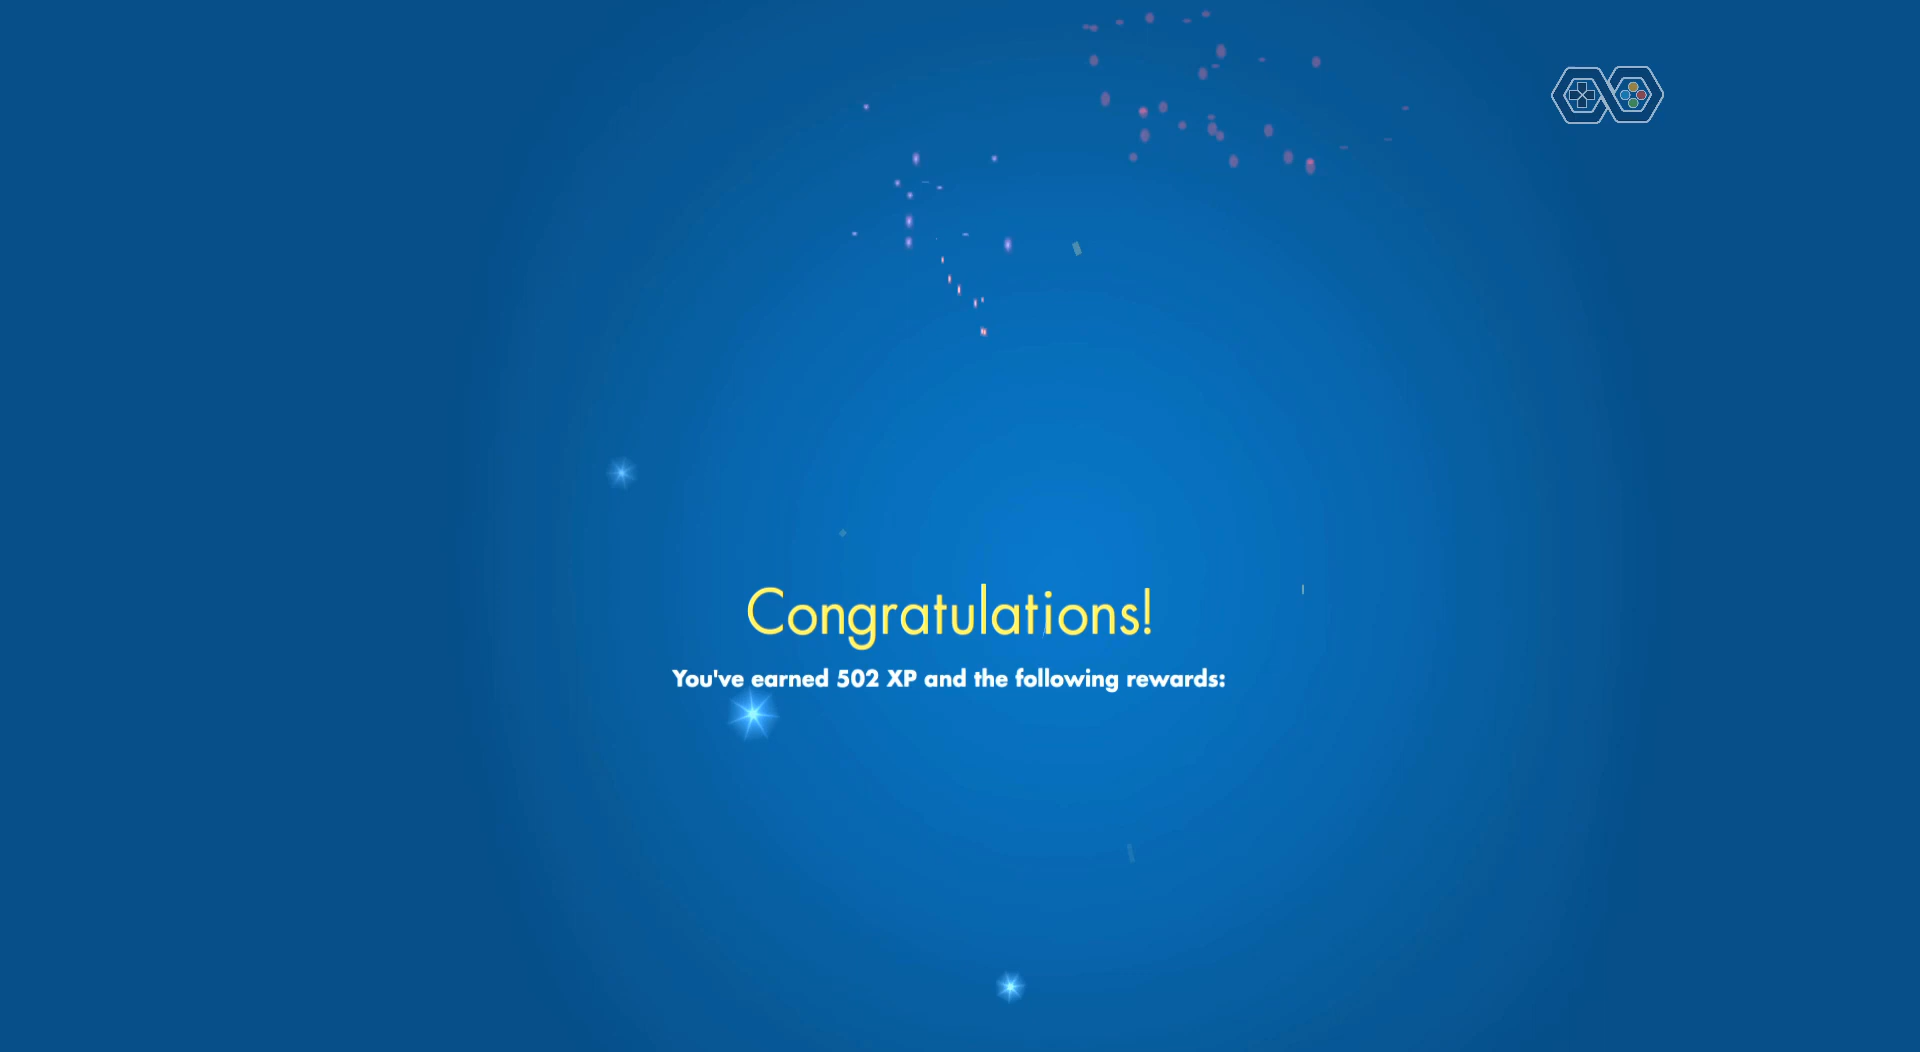 Congratulations!
You've earned 502 XP and the following rewards: